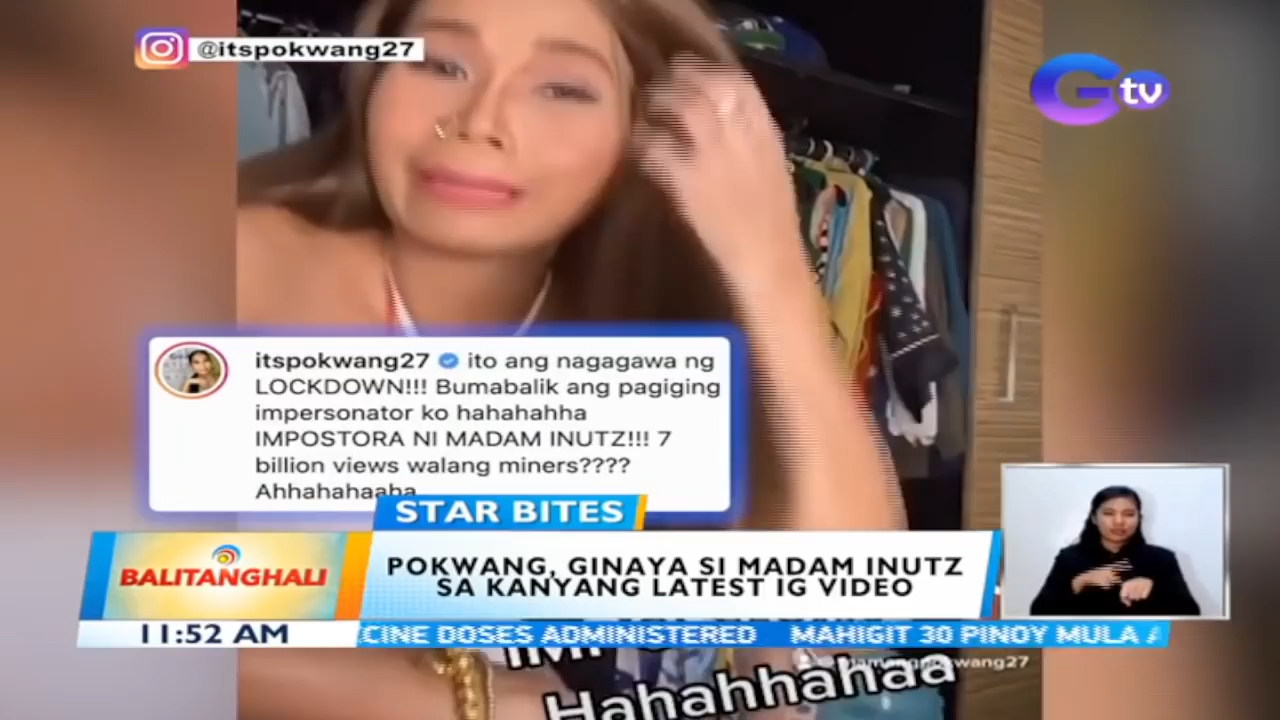 @itspokwang27
G tv
itspokwang27 ito ang nagagawa ng
LOCKDOWN!!! Bumabalik ang pagiging
impersonator ko hahahahha
IMPOSTORA NI MADAM INUTZ!!! 7
billion views walang miners????
Ahhahahaaha
STAR BITES
BALITANGHALI
POKWANG, GINAYA SI MADAM INUTZ
SA KANYANG LATEST IG VIDEO
11:52 AM
CINE DOSES ADMINISTERED MAHIGIT 30 PINOY MULA
Hahahhahaa